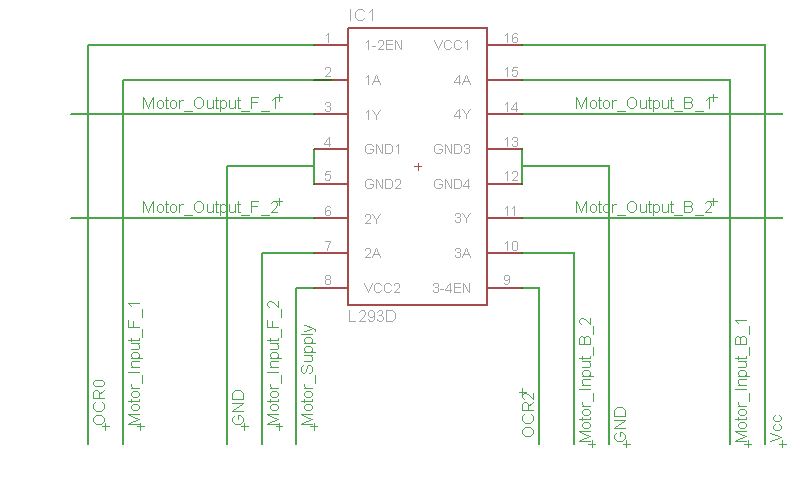 IC1
1 1-2EN VCC1 16
2 1A 4A 15
Motor_Output_F_1 3 1Y 4Y 14 Motor_Output_B_1
4 GND1 GND3 13
5 GND2 GND4 12
Motor_Output_F_2 6 2Y 3Y 11 Motor_Output_B_2
7 2A 3A 10
8 VCC2 3-4EN 9
L293D
OCR0
Motor_Input_F_1
GND
Motor_Input_F_2
Motor_Supply
OCR2
Motor_Input_B_2
GND
Motor_Input_B_1
Vcc